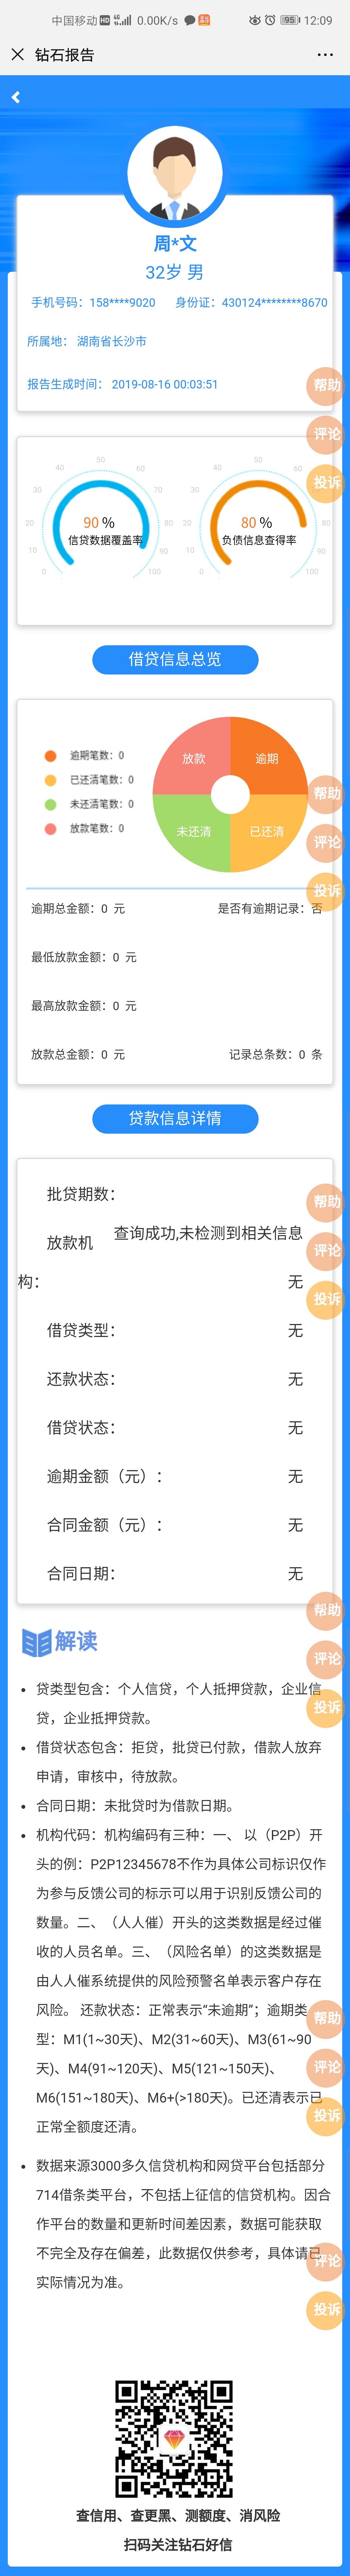 中国移动 HD 0.00K/s 95 12:09
钻石报告
周*文
32岁 男
手机号码：158****9020 身份证：430124********8670
所属地： 湖南省长沙市
报告生成时间： 2019-08-16 00:03:51
帮助
评论
投诉
0 10 20 30 40 50 60 70 80 90 100
90 %
信贷数据覆盖率
0 10 20 30 40 50 60 80 90 100
80 %
负债信息查得率
借贷信息总览
逾期笔数：0
已还清笔数：0
未还清笔数：0
放款笔数：0
放款 逾期
未还清 已还清
帮助
评论
投诉
逾期总金额：0 元 是否有逾期记录：否
最低放款金额：0 元
最高放款金额：0 元
放款总金额：0 元 记录总条数：0 条
贷款信息详情
批贷期数：
帮助
查询成功,未检测到相关信息
放款机
评论
构： 无
投诉
借贷类型： 无
还款状态： 无
借贷状态： 无
逾期金额（元）： 无
合同金额（元）： 无
合同日期： 无
帮助
解读
评论
投诉
贷类型包含：个人信贷，个人抵押贷款，企业信
贷，企业抵押贷款。
借贷状态包含：拒贷，批贷已付款，借款人放弃
申请，审核中，待放款。
合同日期：未批贷时为借款日期。
机构代码：机构编码有三种：一、 以（P2P）开
头的例：P2P12345678不作为具体公司标识仅作
为参与反馈公司的标示可以用于识别反馈公司的
数量。二、（人人催）开头的这类数据是经过催
收的人员名单。三、（风险名单）的这类数据是
由人人催系统提供的风险预警名单表示客户存在
风险。 还款状态：正常表示“未逾期”；逾期类
型：M1(1~30天)、M2(31~60天)、M3(61~90
天)、M4(91~120天)、M5(121~150天)、
M6(151~180天)、M6+(>180天)。已还清表示已
正常全额度还清。
帮助
评论
投诉
数据来源3000多久信贷机构和网贷平台包括部分
714借条类平台，不包括上征信的信贷机构。因合
作平台的数量和更新时间差因素，数据可能获取
不完全及存在偏差，此数据仅供参考，具体请已
实际情况为准。
评论
投诉
查信用、查更黑、测额度、消风险
扫码关注钻石好信